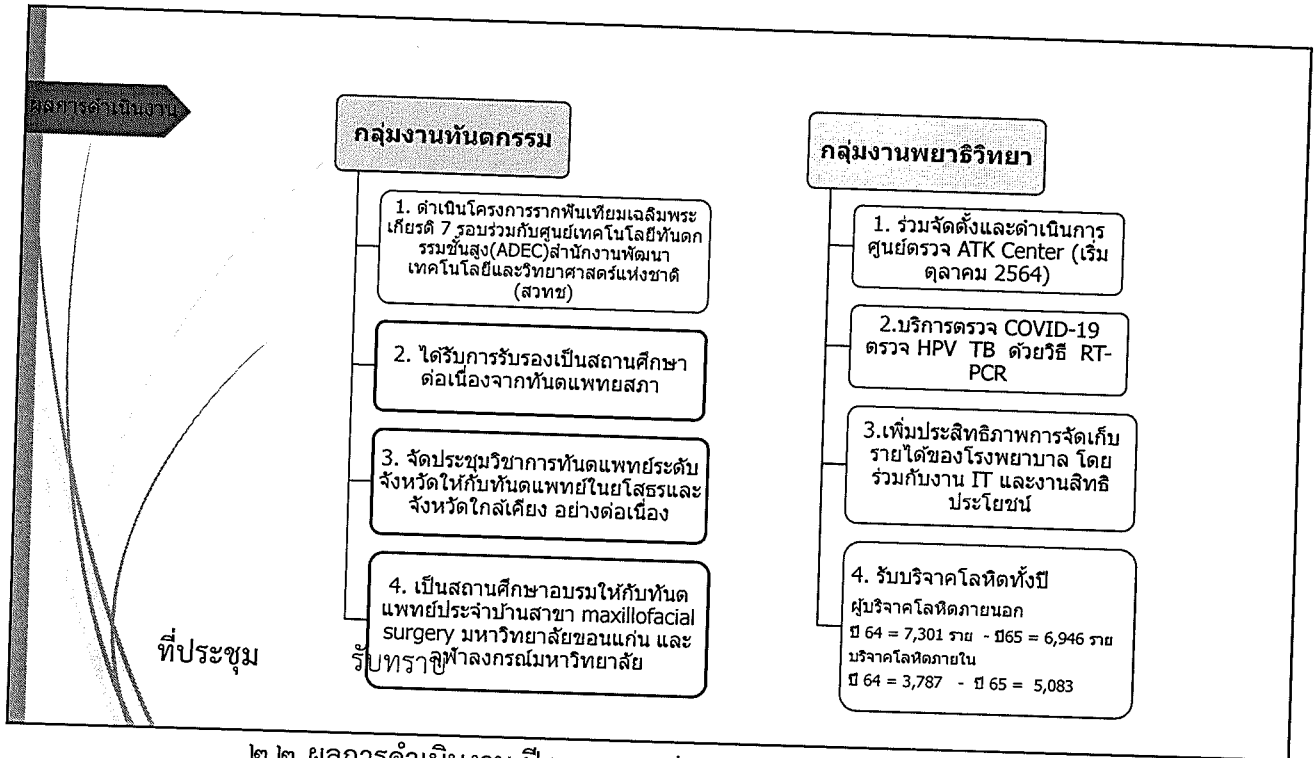 ผลการดำเนินงาน
กลุ่มงานทันตกรรม
1. ดำเนินโครงการรากฟันเทียมเฉลิมพระ
เกียรติ 7 รอบร่วมกับศูนย์เทคโนโลยีทันตก
รรมชั้นสูง(ADEC)สำนักงานพัฒนา
เทคโนโลยีและวิทยาศาสตร์แห่งชาติ
(สวทช)
2. ได้รับการรับรองเป็นสถานศึกษา
ต่อเนื่องจากทันตแพทยสภา
3. จัดประชุมวิชาการทันตแพทย์ระดับ
จังหวัดให้กับทันตแพทย์ในยโสธรและ
จังหวัดใกล้เคียง อย่างต่อเนื่อง
4. เป็นสถานศึกษาอบรมให้กับทันต
แพทย์ประจำบ้านสาขา maxillofacial
surgery มหาวิทยาลัยขอนแก่น และ
จุฬาลงกรณ์มหาวิทยาลัย
กลุ่มงานพยาธิวิทยา
1. ร่วมจัดตั้งและดำเนินการ
ศูนย์ตรวจ ATK Center (เริ่ม
ตุลาคม 2564)
2.บริการตรวจ COVID-19
ตรวจ HPV TB ด้วยวิธี RT-
PCR
3.เพิ่มประสิทธิภาพการจัดเก็บ
รายได้ของโรงพยาบาล โดย
ร่วมกับงาน IT และงานสิทธิ
ประโยชน์
4. รับบริจาคโลหิตทั้งปี
ผู้บริจาคโลหิตภายนอก
ปี 64 = 7,301 ราย - ปี65 = 6,946 ราย
บริจาคโลหิตภายใน
ปี 64 = 3,787 - ปี 65 = 5,083
ที่ประชุม รับทราบ
๒.๒ ผลการดำเนินงาน ปี